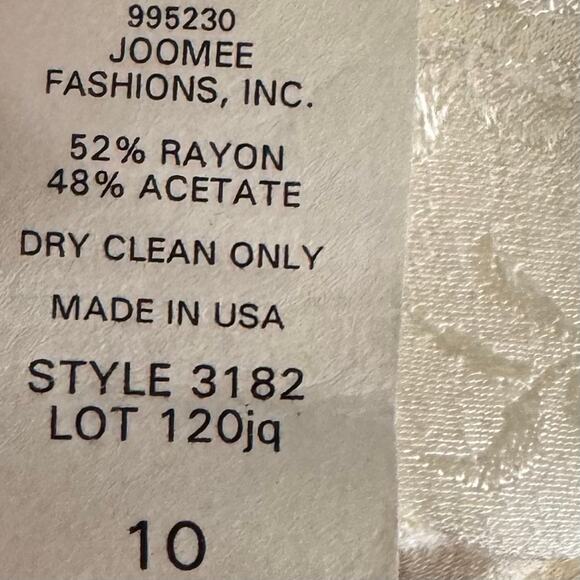 995230
JOOMEE
FASHIONS, INC.
52% RAYON
48% ACETATE
DRY CLEAN ONLY
MADE IN USA
STYLE 3182
LOT 120jq
10